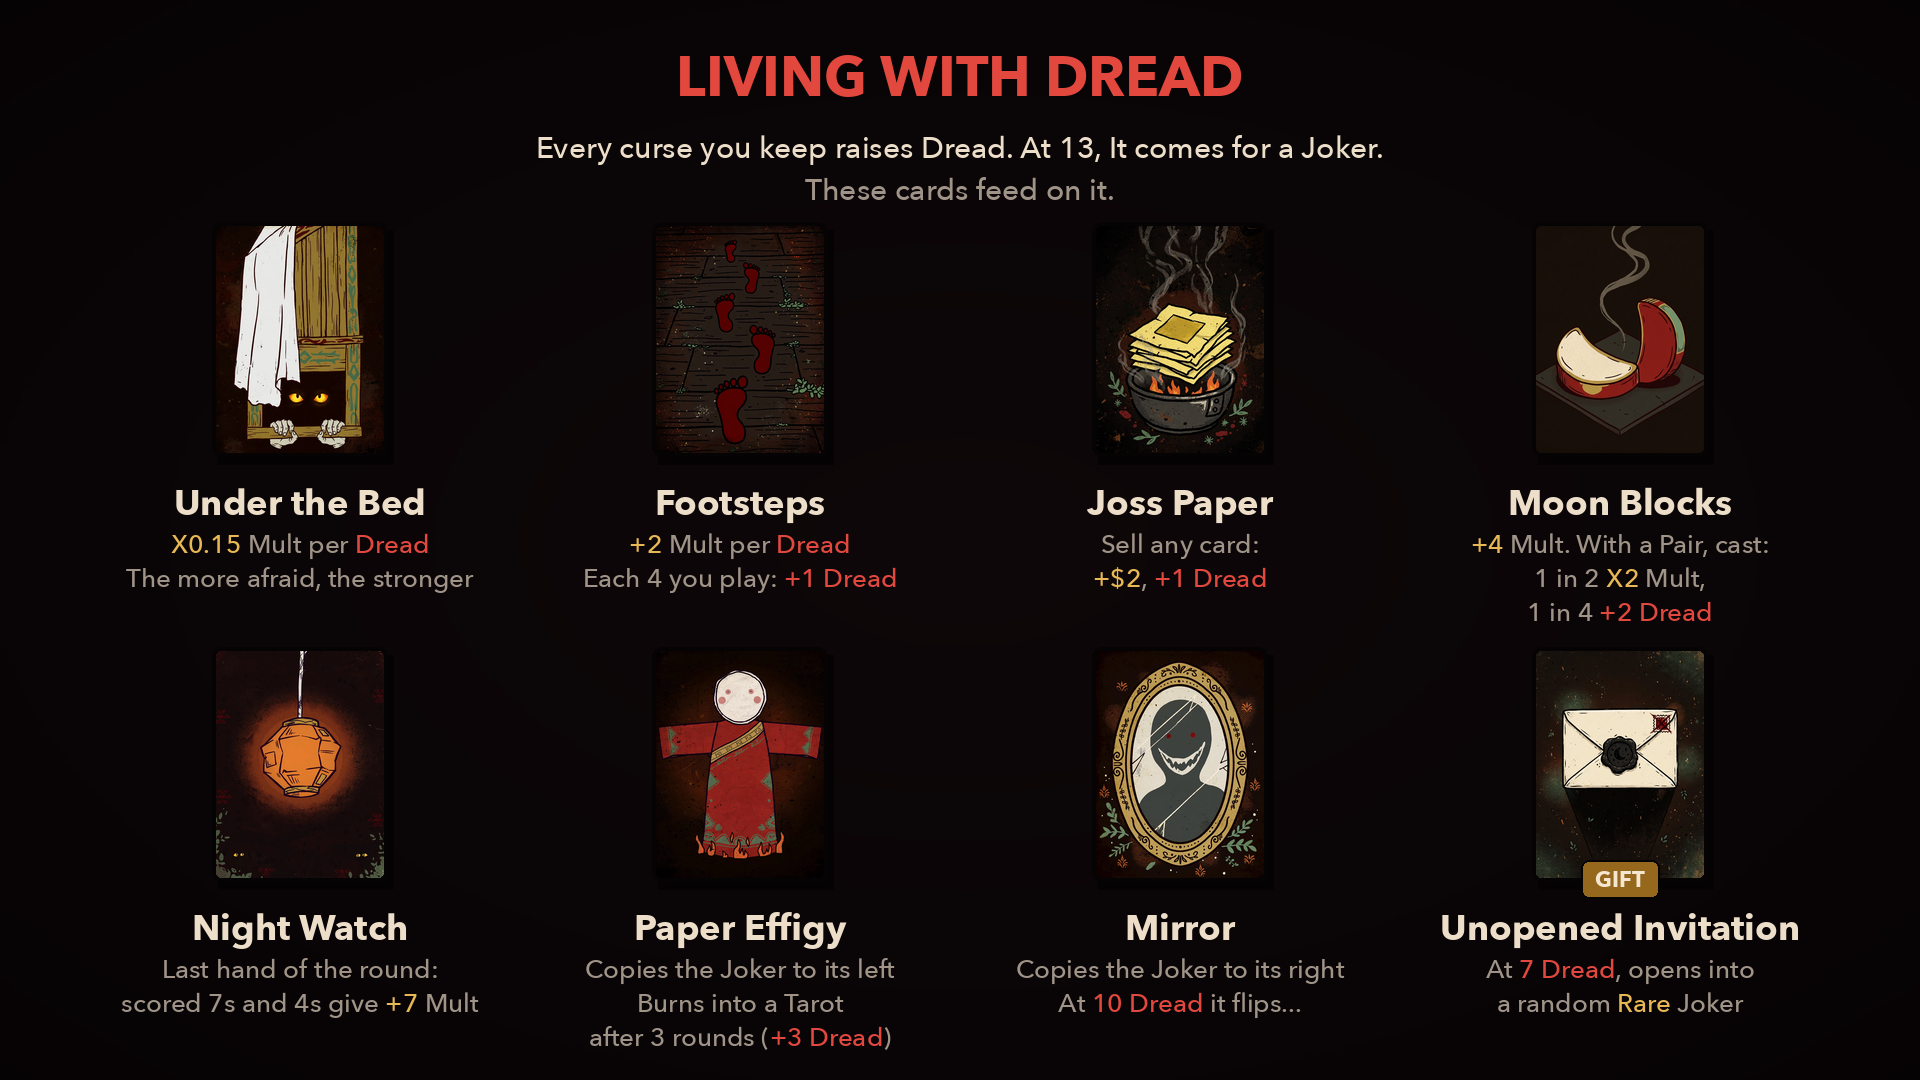 LIVING WITH DREAD
Every curse you keep raises Dread. At 13, It comes for a Joker.
These cards feed on it.
Under the Bed
X0.15 Mult per Dread
The more afraid, the stronger
Footsteps
+2 Mult per Dread
Each 4 you play: +1 Dread
Joss Paper
Sell any card:
+$2, +1 Dread
Moon Blocks
+4 Mult. With a Pair, cast:
1 in 2 X2 Mult,
1 in 4 +2 Dread
Night Watch
Last hand of the round:
scored 7s and 4s give +7 Mult
Paper Effigy
Copies the Joker to its left
Burns into a Tarot
after 3 rounds (+3 Dread)
Mirror
Copies the Joker to its right
At 10 Dread it flips...
GIFT
Unopened Invitation
At 7 Dread, opens into
a random Rare Joker